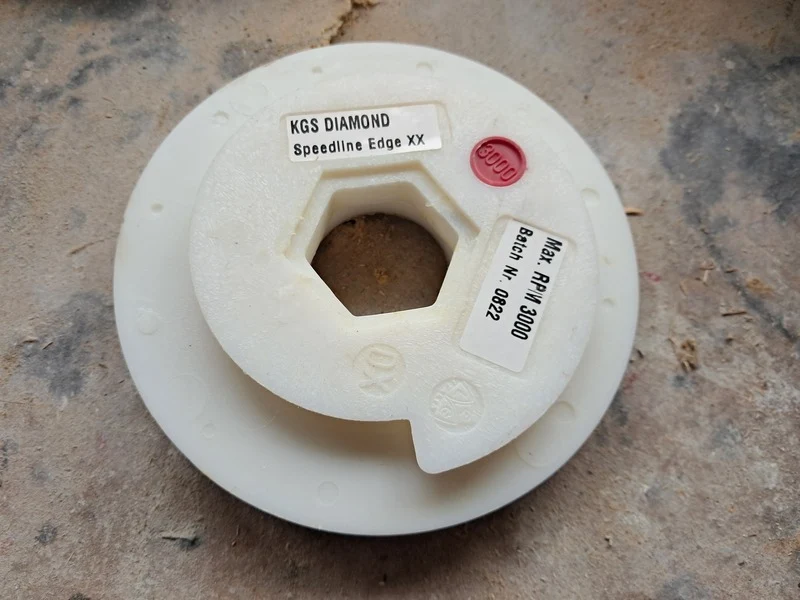 KGS DIAMOND
Speedline Edge XX
3000
Max. RPM 3000
Batch Nr. 0822